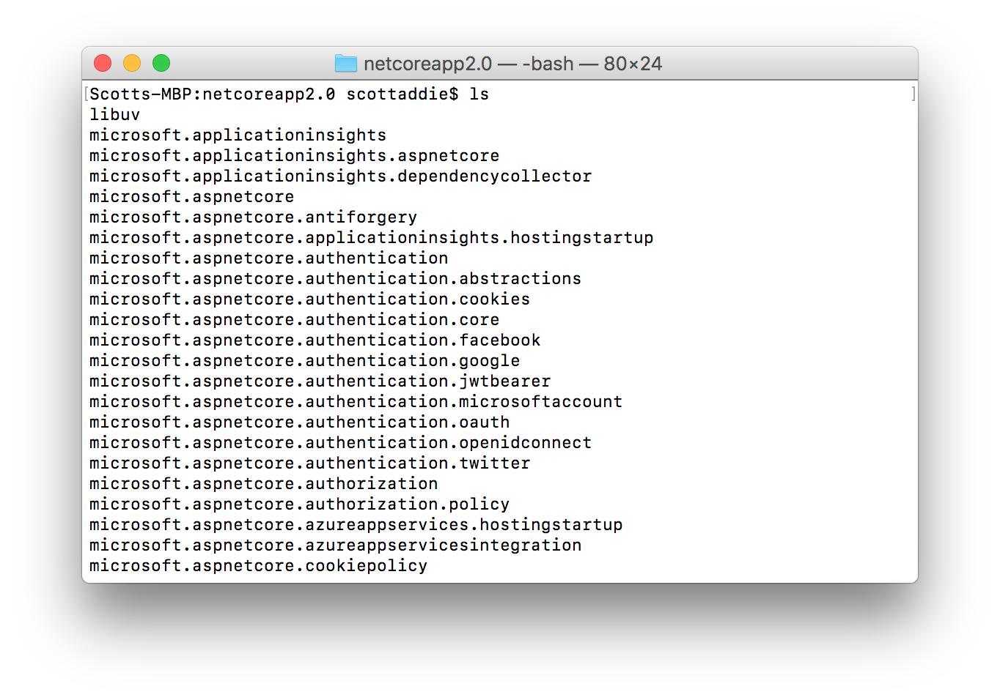 netcoreapp2.0 — -bash — 80×24
[Scotts-MBP:netcoreapp2.0 scottaddie$ ls ]
libuv
microsoft.applicationinsights
microsoft.applicationinsights.aspnetcore
microsoft.applicationinsights.dependencycollector
microsoft.aspnetcore
microsoft.aspnetcore.antiforgery
microsoft.aspnetcore.applicationinsights.hostingstartup
microsoft.aspnetcore.authentication
microsoft.aspnetcore.authentication.abstractions
microsoft.aspnetcore.authentication.cookies
microsoft.aspnetcore.authentication.core
microsoft.aspnetcore.authentication.facebook
microsoft.aspnetcore.authentication.google
microsoft.aspnetcore.authentication.jwtbearer
microsoft.aspnetcore.authentication.microsoftaccount
microsoft.aspnetcore.authentication.oauth
microsoft.aspnetcore.authentication.openidconnect
microsoft.aspnetcore.authentication.twitter
microsoft.aspnetcore.authorization
microsoft.aspnetcore.authorization.policy
microsoft.aspnetcore.azureappservices.hostingstartup
microsoft.aspnetcore.azureappservicesintegration
microsoft.aspnetcore.cookiepolicy